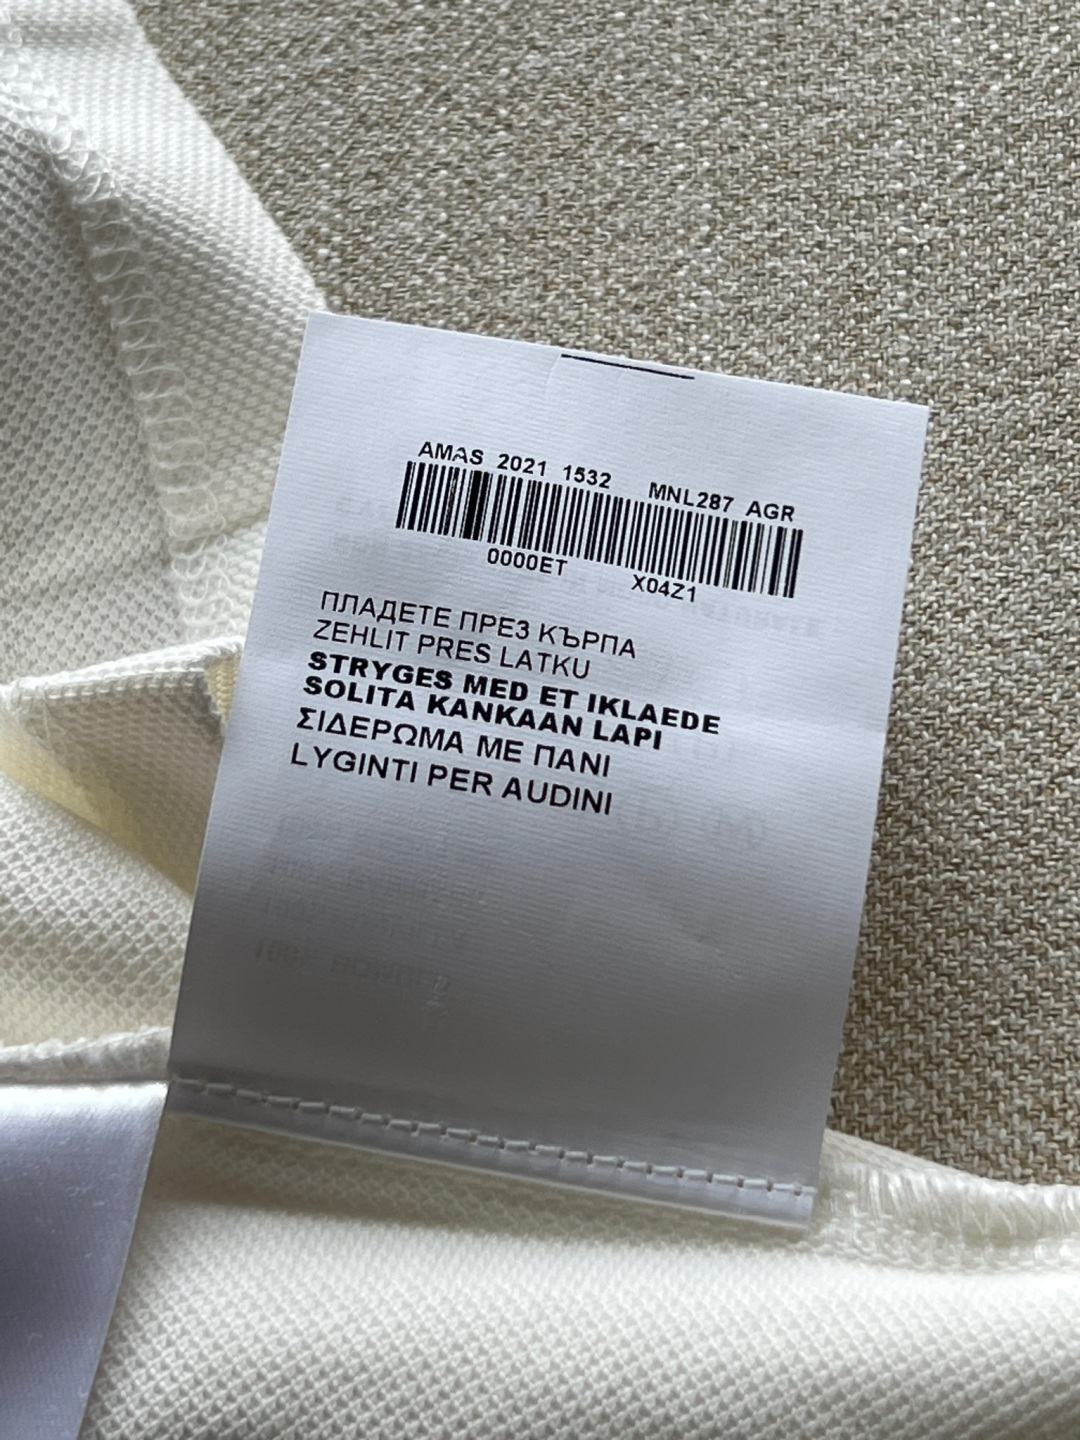 AMAS 2021 1532 MNL287 AGR
0000ET X04Z1
ПЛАДЕТЕ ПРЕЗ КЪРПА
ZEHLIT PRES LATKU
STRYGES MED ET IKLAEDE
SOLITA KANKAAN LAPI
ΣΙΔΕΡΩΜΑ ΜΕ ΠΑΝΙ
LYGINTI PER AUDINI